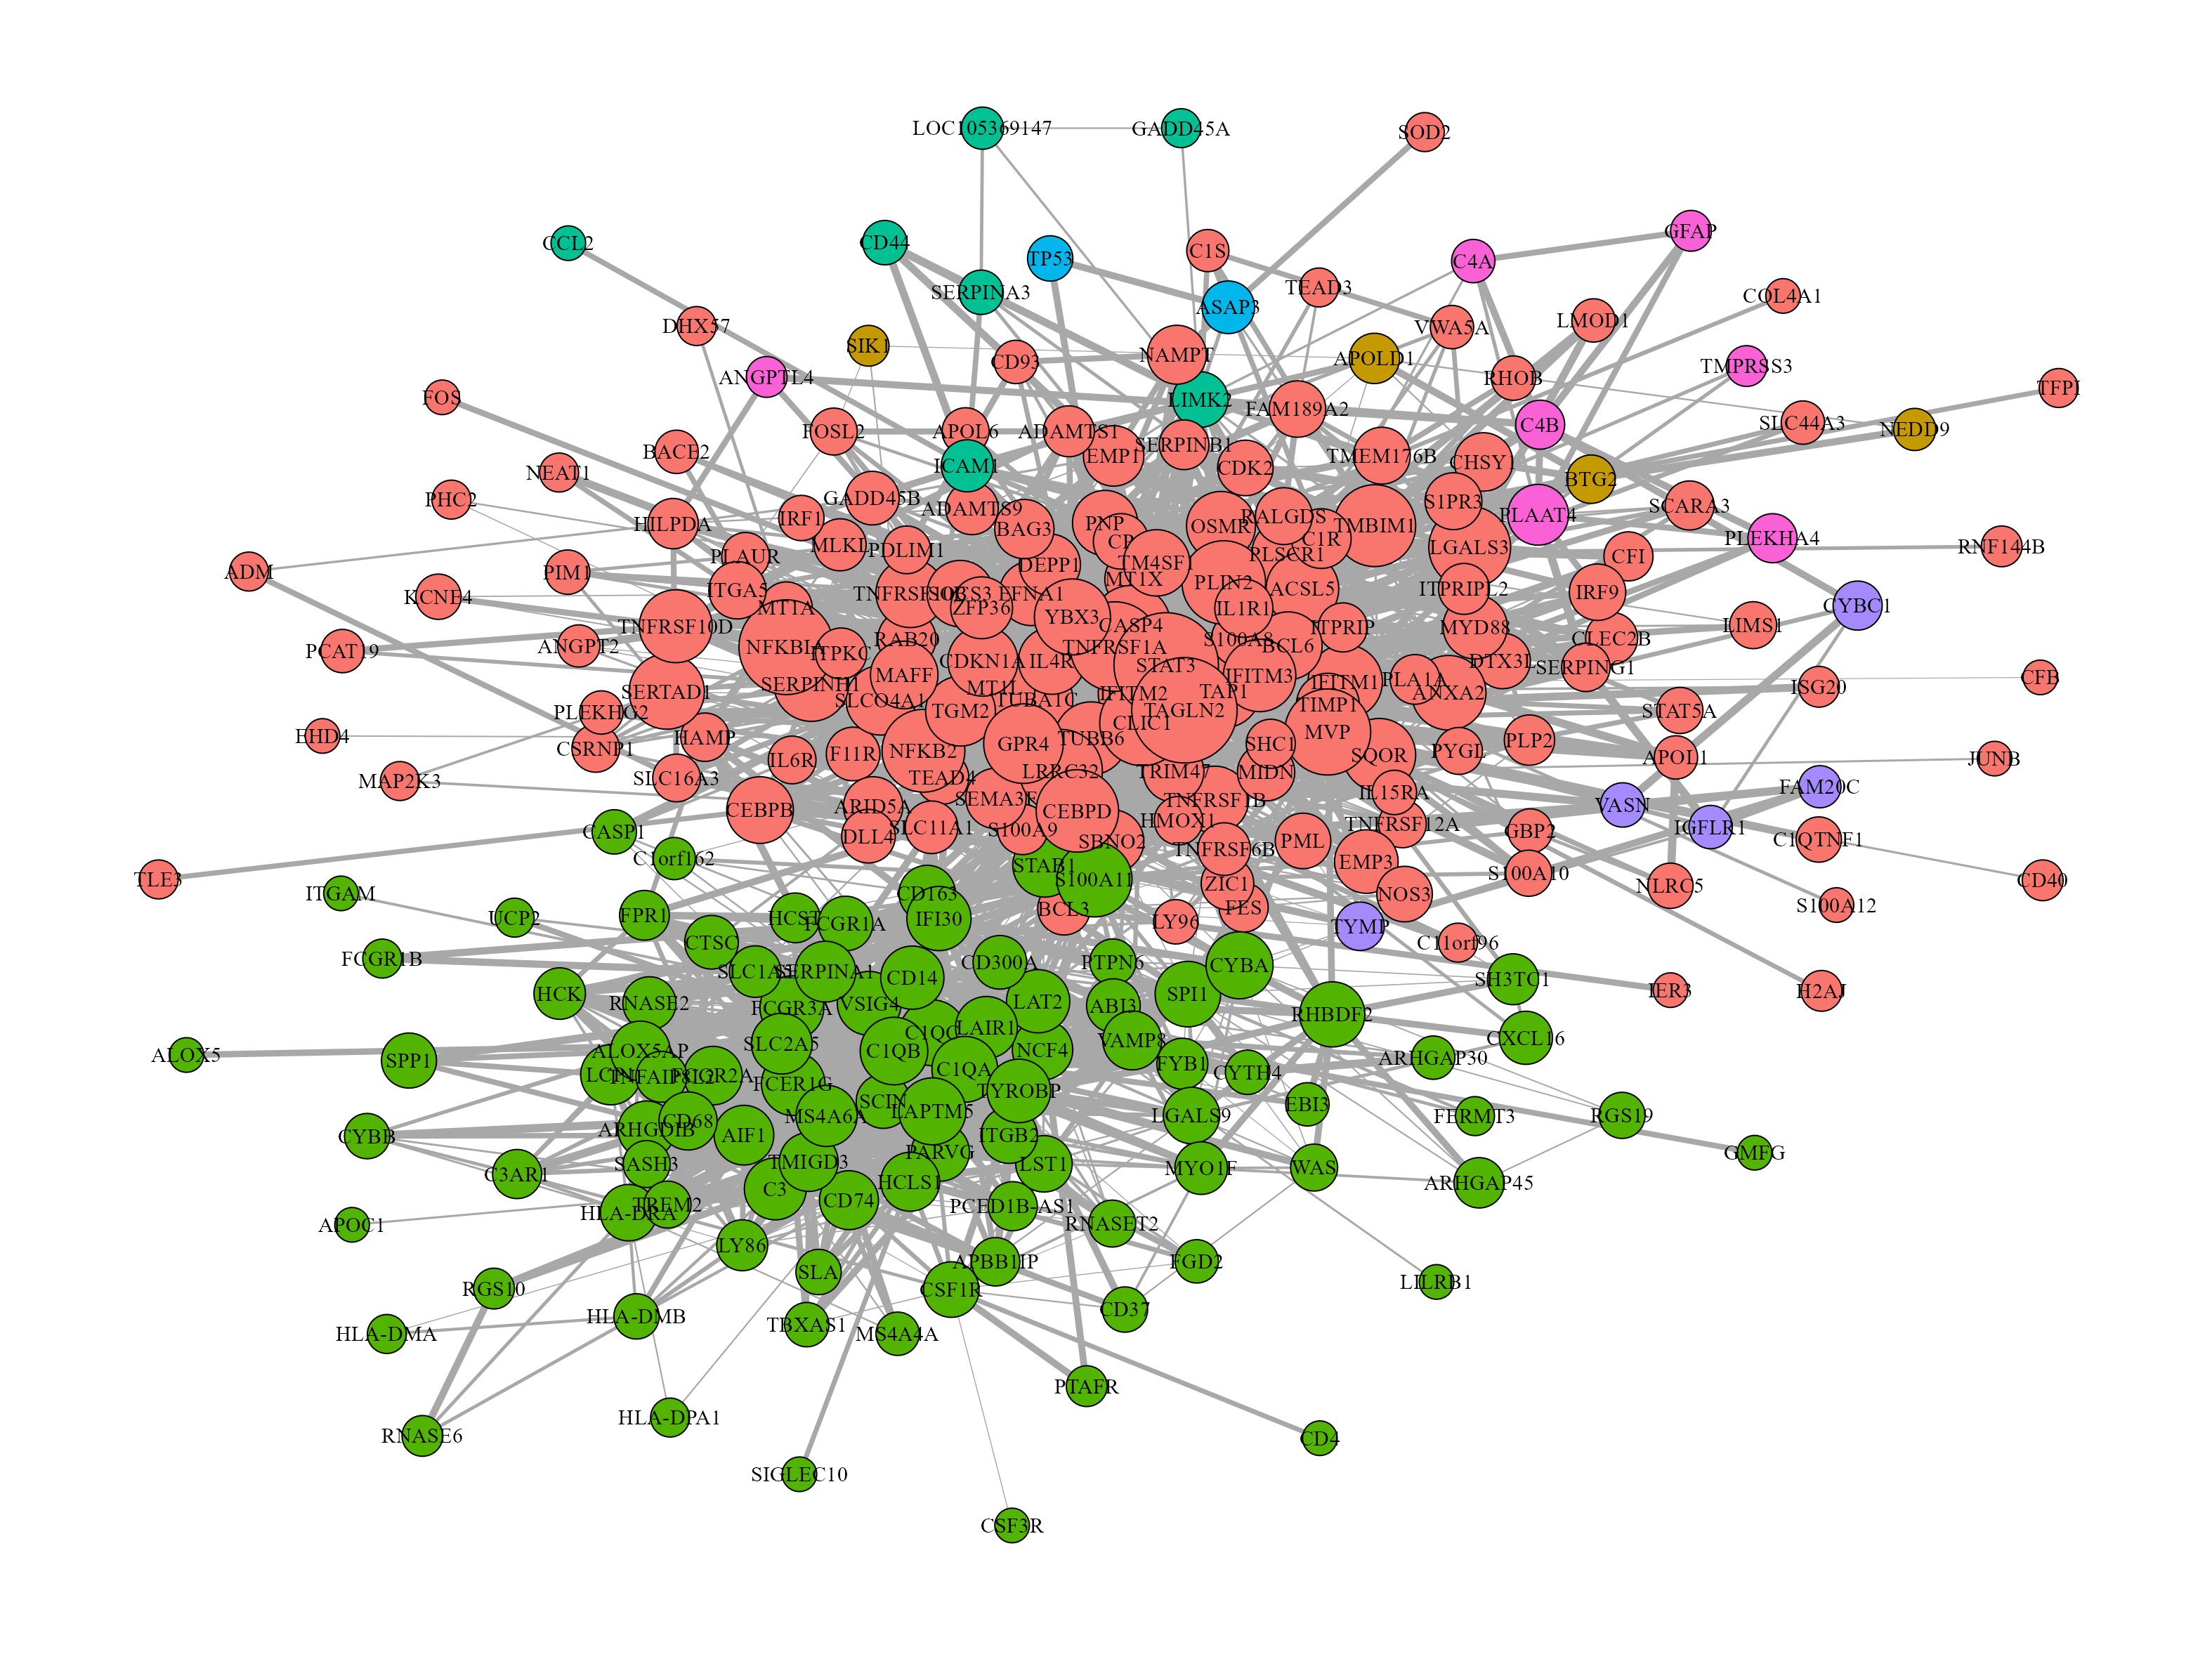 LOC105369147
GADD45A
SOD2
CCL2
CD44
TP53
C1S
C4A
GFAP
SERPINA3
ASAP3
TEAD3
COL4A1
DHX57
SIK1
CD93
NAMPT
APOLD1
VWA5A
LMOD1
ANGPTL4
RHOB
TMPRSS3
TFPI
FOS
LIMK2
FAM189A2
FOSL2
APOL6
ADAMTS1
SERPINB1
C4B
SLC44A3
NEDD9
BACE2
NEAT1
ICAM1
EMP1
CDK2
TMEM176B
CHSY1
BTG2
PHC2
HILPDA
IRF1
GADD45B
ADAMTS9
BAG3
PNP
OSMR
RALGDS
TMBIM1
S1PR3
PLAAT4
SCARA3
PLEKHA4
RNF144B
MLKL
PDLIM1
CP
C1R
LGALS3
PLSCR1
CFI
ADM
PIM1
PLAUR
DEPP1
TM4SF1
MT1X
KCNE4
ITGA5
MT1A
TNFRSF10B
SOCS3
ZFP36
EFNA1
YBX3
PLIN2
IL1R1
ACSL5
ITPRIPL2
IRF9
CYBC1
PCAT19
ANGPT2
TNFRSF10D
NFKBIA
ITPKC
RAB20
CASP4
TNFRSF1A
S100A8
BCL6
ITPRIP
MYD88
CLEC2B
LIMS1
SERTAD1
SERPINH1
MAFF
CDKN1A
IL4R
STAT3
IFITM3
IFITM1
PLA1A
DTX3L
SERPING1
ISG20
CFB
SLCO4A1
MT1L
TUBA1C
IFITM2
TAP1
TAGLN2
TIMP1
ANXA2
STAT5A
PLEKHG2
TGM2
CLIC1
EHD4
CSRNP1
HAMP
IL6R
F11R
NFKB2
GPR4
TUBB6
SHC1
MVP
SQOR
PYGL
PLP2
APOL1
JUNB
MAP2K3
SLC16A3
TEAD4
LRRC32
TRIM47
MIDN
IL15RA
FAM20C
CEBPB
ARID5A
SEMA3F
CEBPD
TNFRSF1B
VASN
CASP1
DLL4
SLC11A1
S100A9
SBNO2
HMOX1
TNFRSF12A
GBP2
IGFLR1
C1QTNF1
C1orf162
STAB1
TNFRSF6B
PML
EMP3
TLE3
ITGAM
S100A11
ZIC1
NOS3
S100A10
NLRC5
CD40
UCP2
FPR1
HCST
FCGR1A
CD163
IFI30
BCL3
LY96
FES
TYMP
S100A12
FCGR1B
CTSC
C11orf96
SLC1A5
SERPINA1
CD14
CD300A
PTPN6
CYBA
SH3TC1
IER3
H2AJ
HCK
RNASE2
FCGR3A
VSIG4
LAT2
ABI3
SPI1
RHBDF2
ALOX5
SPP1
ALOX5AP
SLC2A5
C1QB
C1QC
LAIR1
NCF4
VAMP8
FYB1
CYTH4
ARHGAP30
CXCL16
TNFAIP8L2
FCGR2A
FCER1G
C1QA
TYROBP
CYBB
ARHGDIB
CD68
AIF1
MS4A6A
SCIN
LAPTM5
LGALS9
EBI3
FERMT3
RGS19
C3AR1
SASH3
TMIGD3
PARVG
ITGB2
LST1
MYO1F
WAS
ARHGAP45
GMFG
APOC1
HLA-DRA
TREM2
C3
CD74
HCLS1
PCED1B-AS1
RNASET2
LY86
SLA
APBB1IP
FGD2
RGS10
CSF1R
LILRB1
HLA-DMA
HLA-DMB
TBXAS1
MS4A4A
CD37
PTAFR
HLA-DPA1
RNASE6
CD4
SIGLEC10
CSF3R